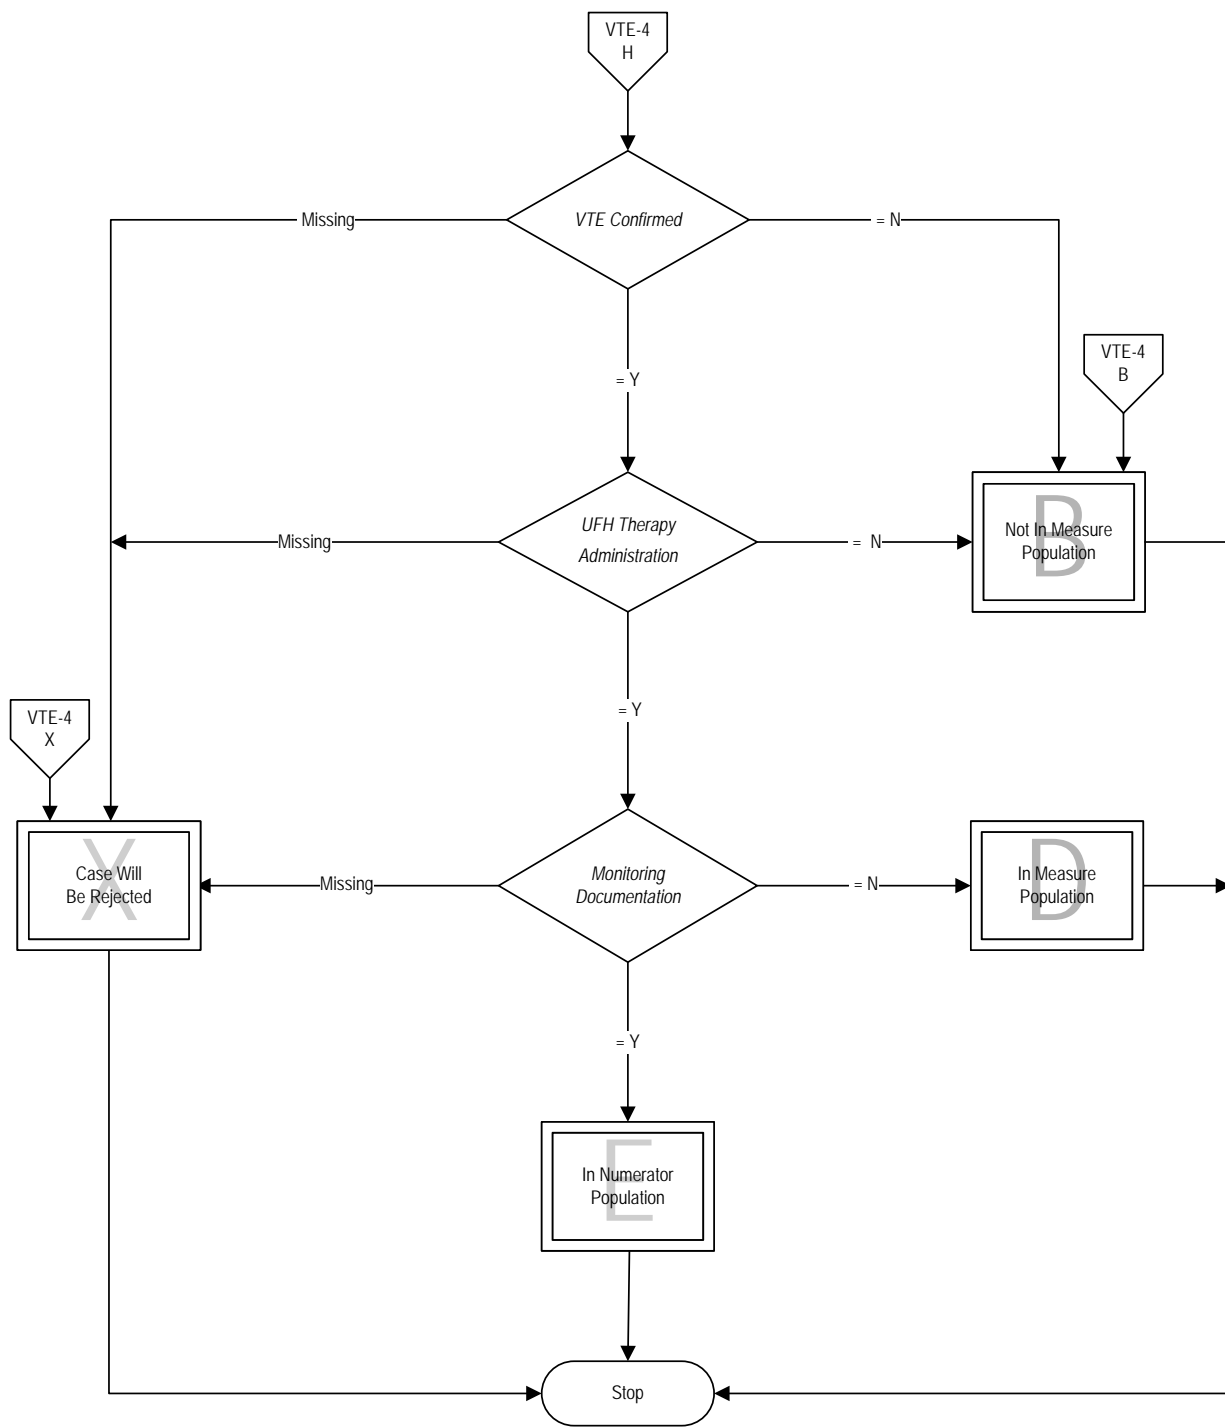 VTE-4
H
Missing
VTE Confirmed
= N
= Y
VTE-4
B
Missing
UFH Therapy
Administration
= N
B
Not In Measure
Population
= Y
VTE-4
X
X
Case Will
Be Rejected
Missing
Monitoring
Documentation
= N
D
In Measure
Population
= Y
E
In Numerator
Population
Stop